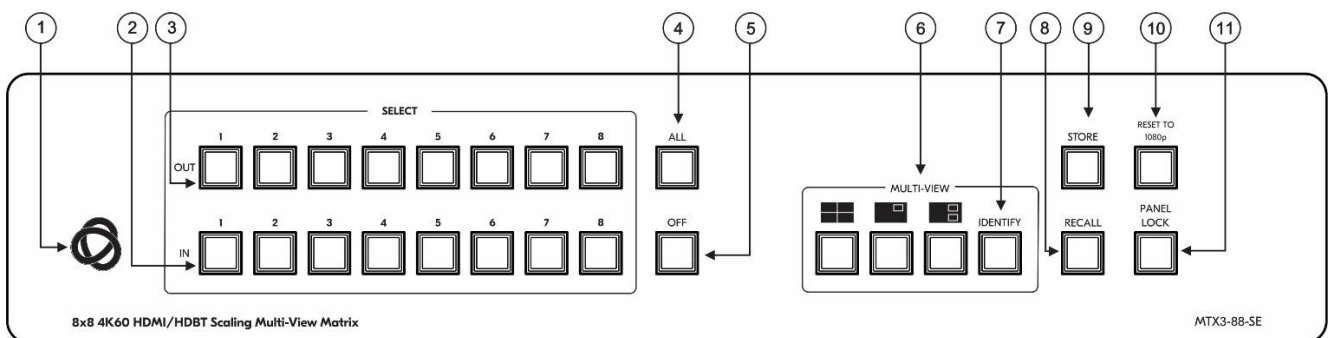 1 2 3 4 5 6 7 8 9 10 11
SELECT
1 2 3 4 5 6 7 8
OUT
ALL
STORE
RESET TO
1080p
MULTI-VIEW
1 2 3 4 5 6 7 8
IN
OFF
IDENTIFY
RECALL
PANEL
LOCK
8x8 4K60 HDMI/HDBT Scaling Multi-View Matrix
MTX3-88-SE